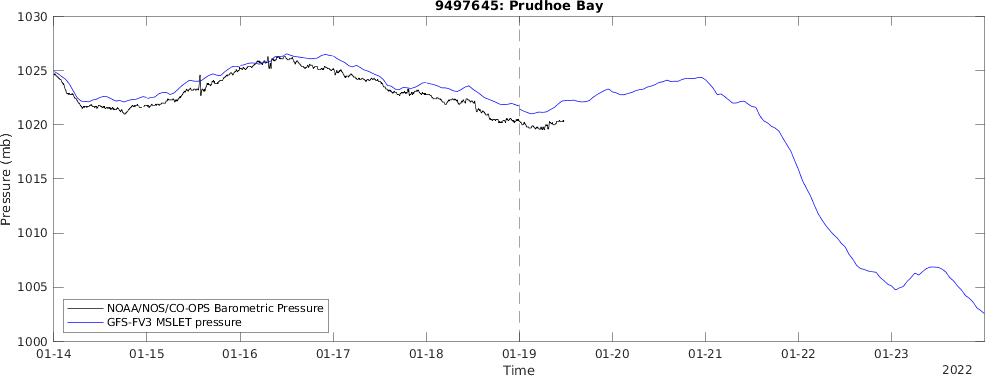 9497645: Prudhoe Bay
1030
1025
1020
1015
1010
1005
1000
Pressure (mb)
NOAA/NOS/CO-OPS Barometric Pressure
GFS-FV3 MSLET pressure
01-14 01-15 01-16 01-17 01-18 01-19 01-20 01-21 01-22 01-23
Time
2022